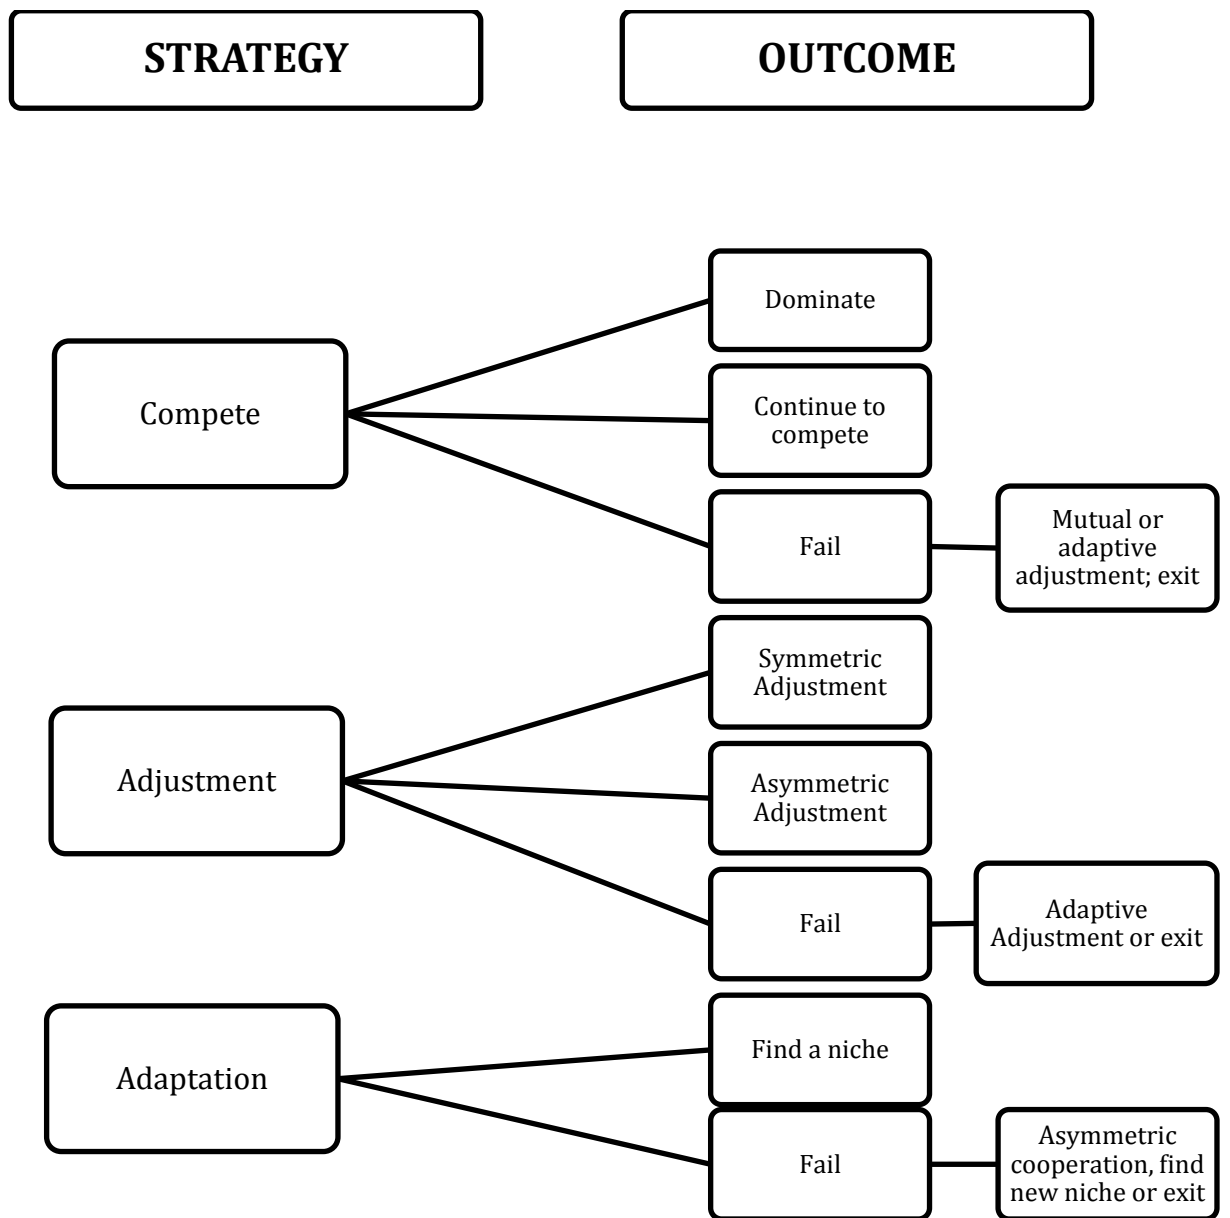 STRATEGY
OUTCOME
Compete
Dominate
Continue to
compete
Fail
Mutual or
adaptive
adjustment; exit
Adjustment
Symmetric
Adjustment
Asymmetric
Adjustment
Fail
Adaptive
Adjustment or exit
Adaptation
Find a niche
Fail
Asymmetric
cooperation, find
new niche or exit